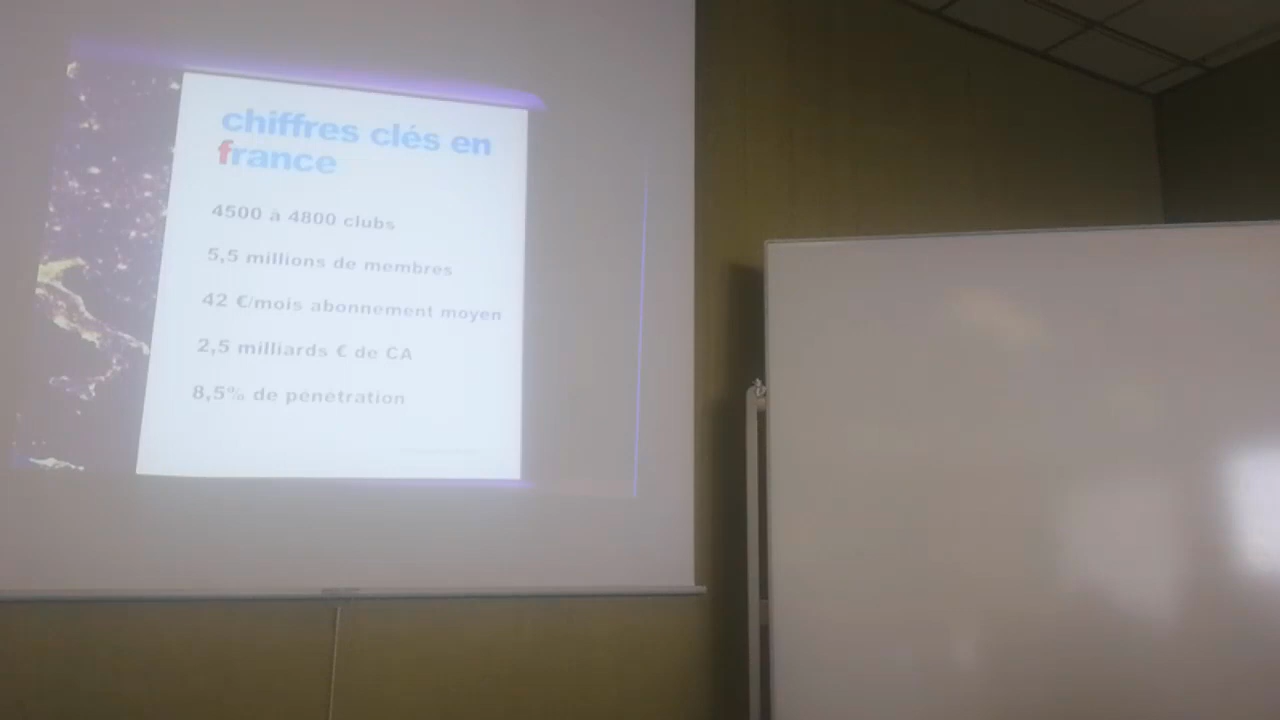 chiffres clés en
france
4500 à 4800 clubs
5,5 millions de membres
42 €/mois abonnement moyen
2,5 milliards € de CA
8,5% de pénétration